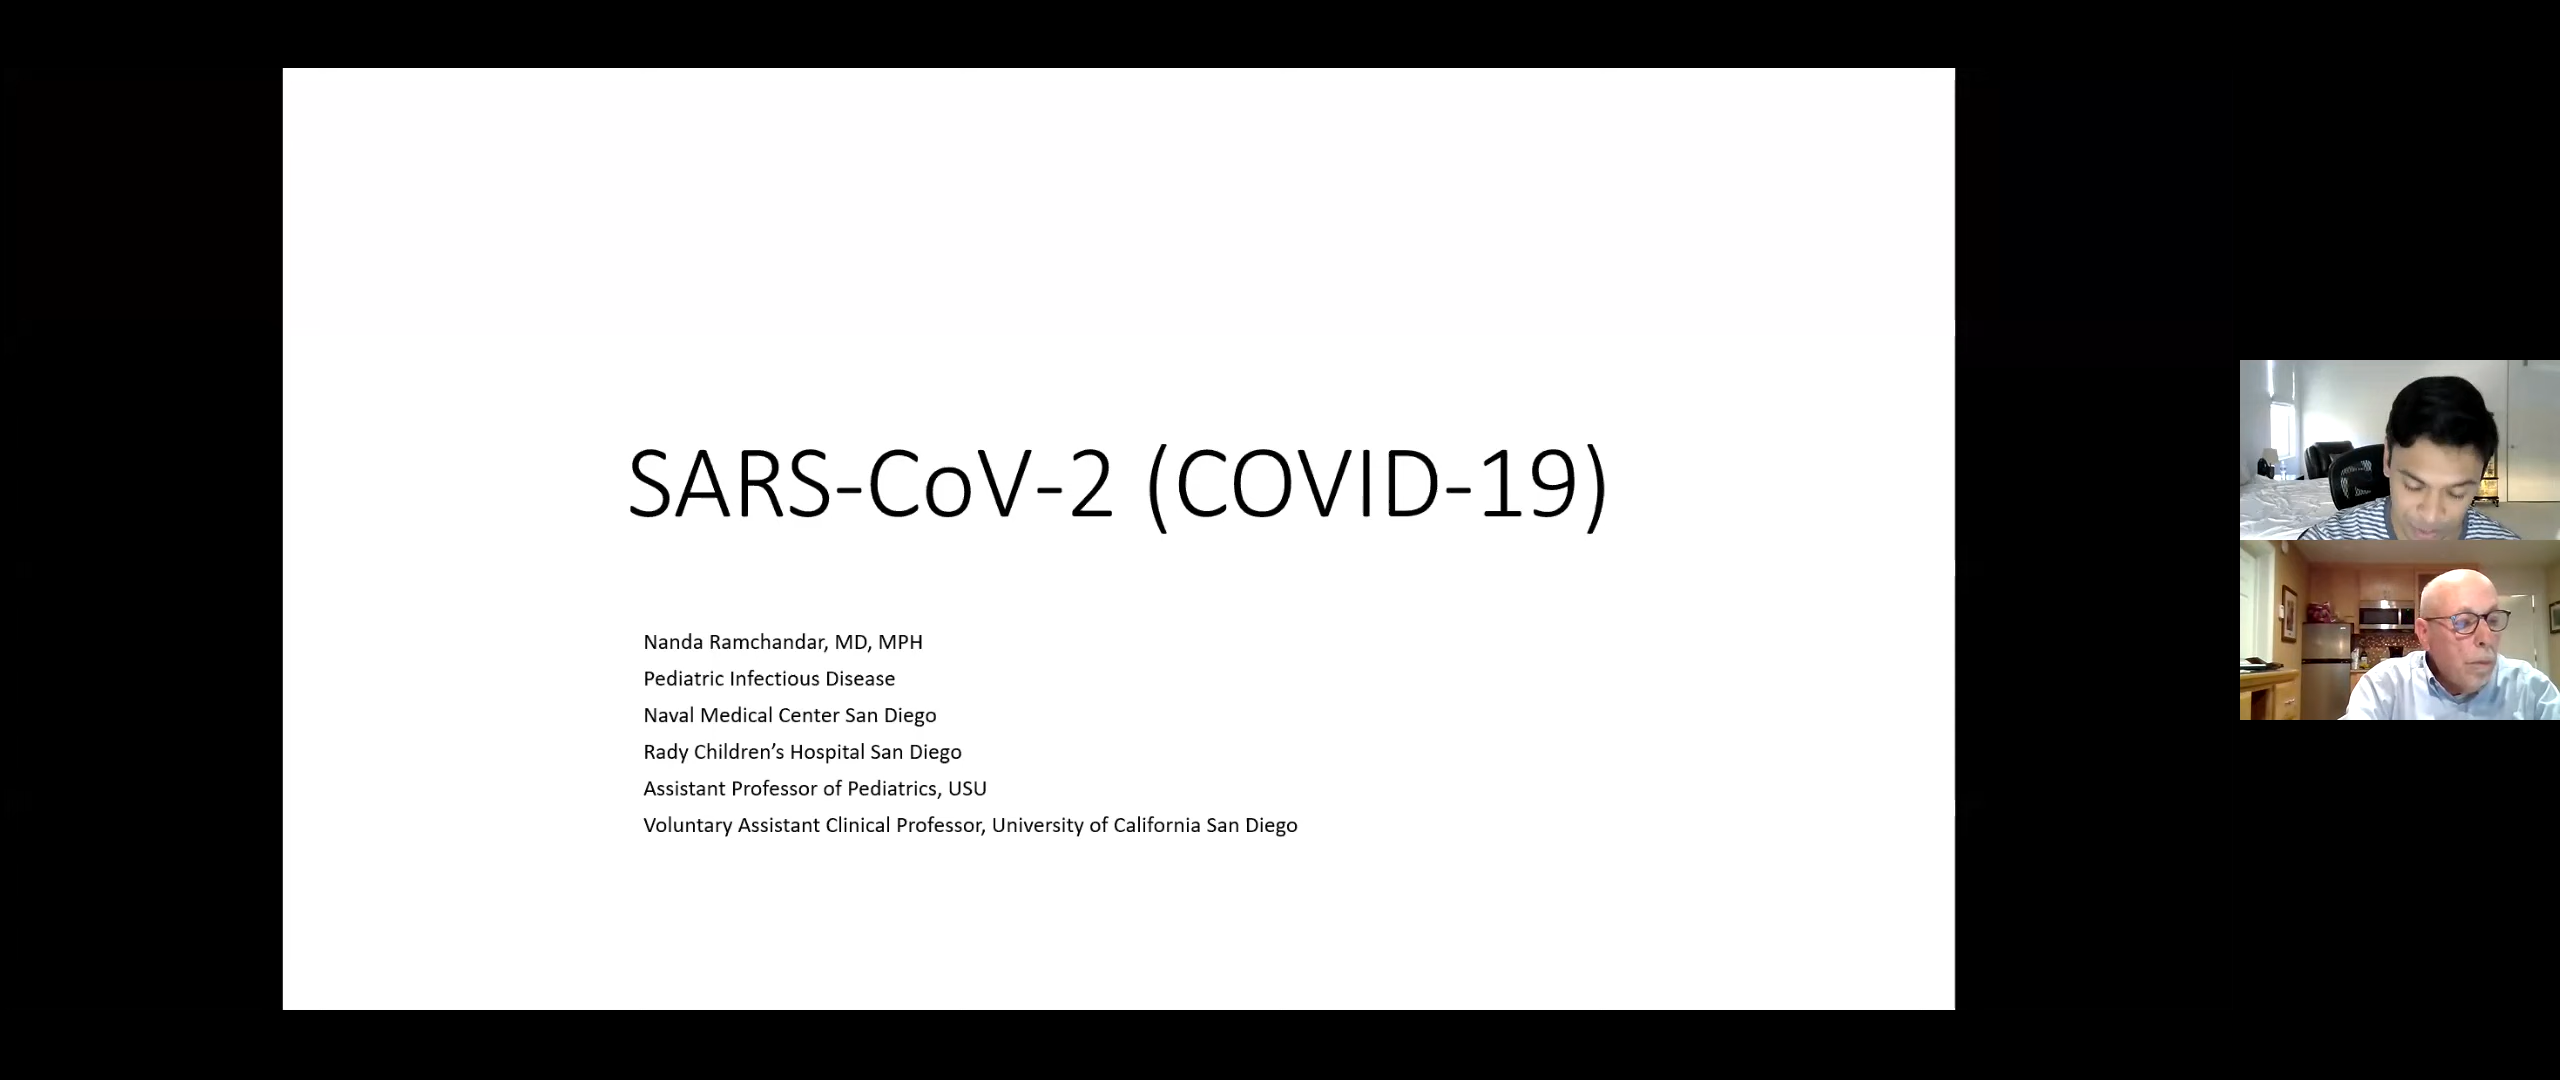 SARS-CoV-2 (COVID-19)
Nanda Ramchandar, MD, MPH
Pediatric Infectious Disease
Naval Medical Center San Diego
Rady Children’s Hospital San Diego
Assistant Professor of Pediatrics, USU
Voluntary Assistant Clinical Professor, University of California San Diego